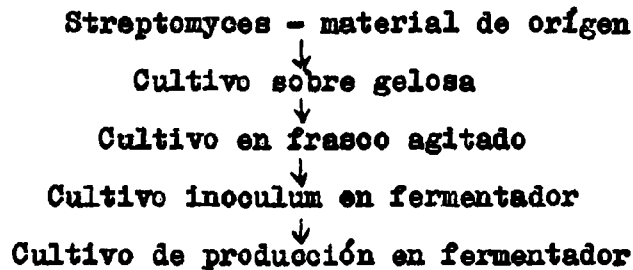 Streptomyces - material de orígen
Cultivo sobre gelosa
Cultivo en frasco agitado
Cultivo inoculum en fermentador
Cultivo de producción en fermentador